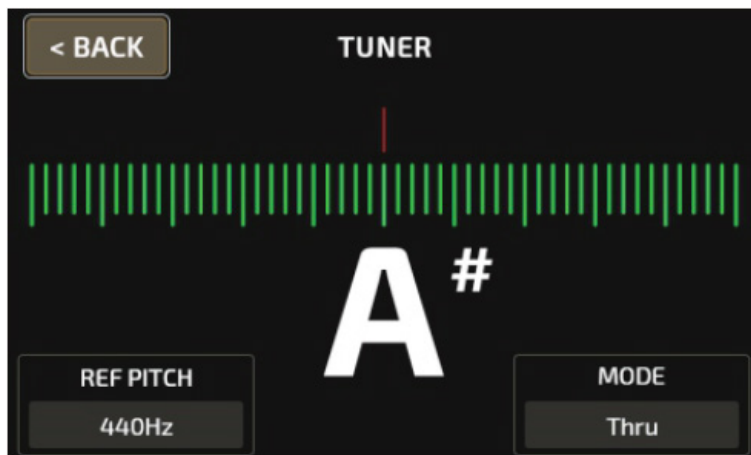 < BACK
TUNER
A#
REF PITCH
440Hz
MODE
Thru